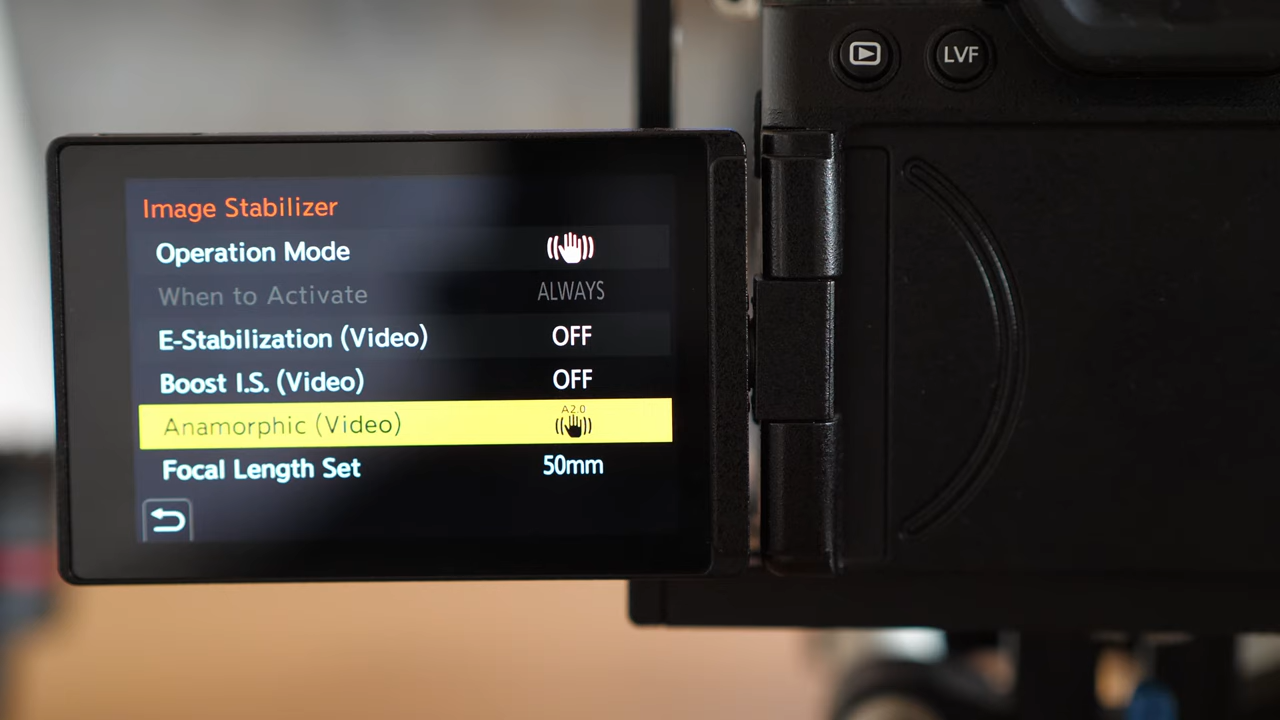 LVF
Image Stabilizer
Operation Mode
When to Activate ALWAYS
E-Stabilization (Video) OFF
Boost I.S. (Video) OFF
Anamorphic (Video) A2.0
Focal Length Set 50mm